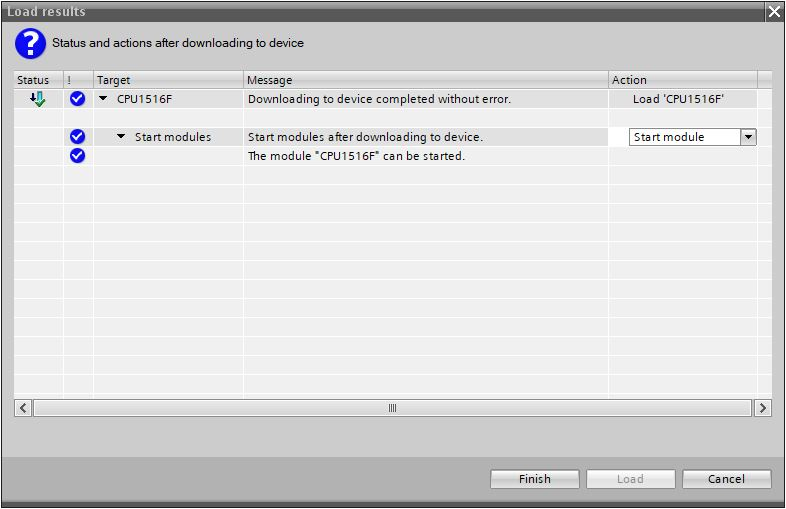 Load results
Status and actions after downloading to device
Status ! Target Message Action
CPU1516F Downloading to device completed without error. Load 'CPU1516F'
Start modules Start modules after downloading to device. Start module
The module "CPU1516F" can be started.
Finish Load Cancel